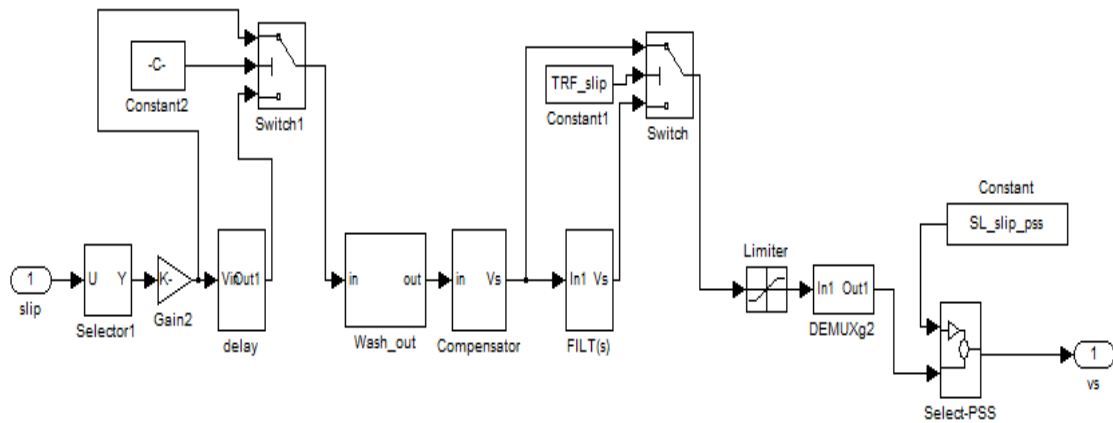 -C-
Constant2
Switch1
TRF_slip
Constant1
Switch
Constant
SL_slip_pss
1
slip
U Y
Selector1
K-
Gain2
Vin Out1
delay
in out
Wash_out
in Vs
Compensator
In1 Vs
FILT(s)
Limiter
In1 Out1
DEMUXg2
Select-PSS
1
vs